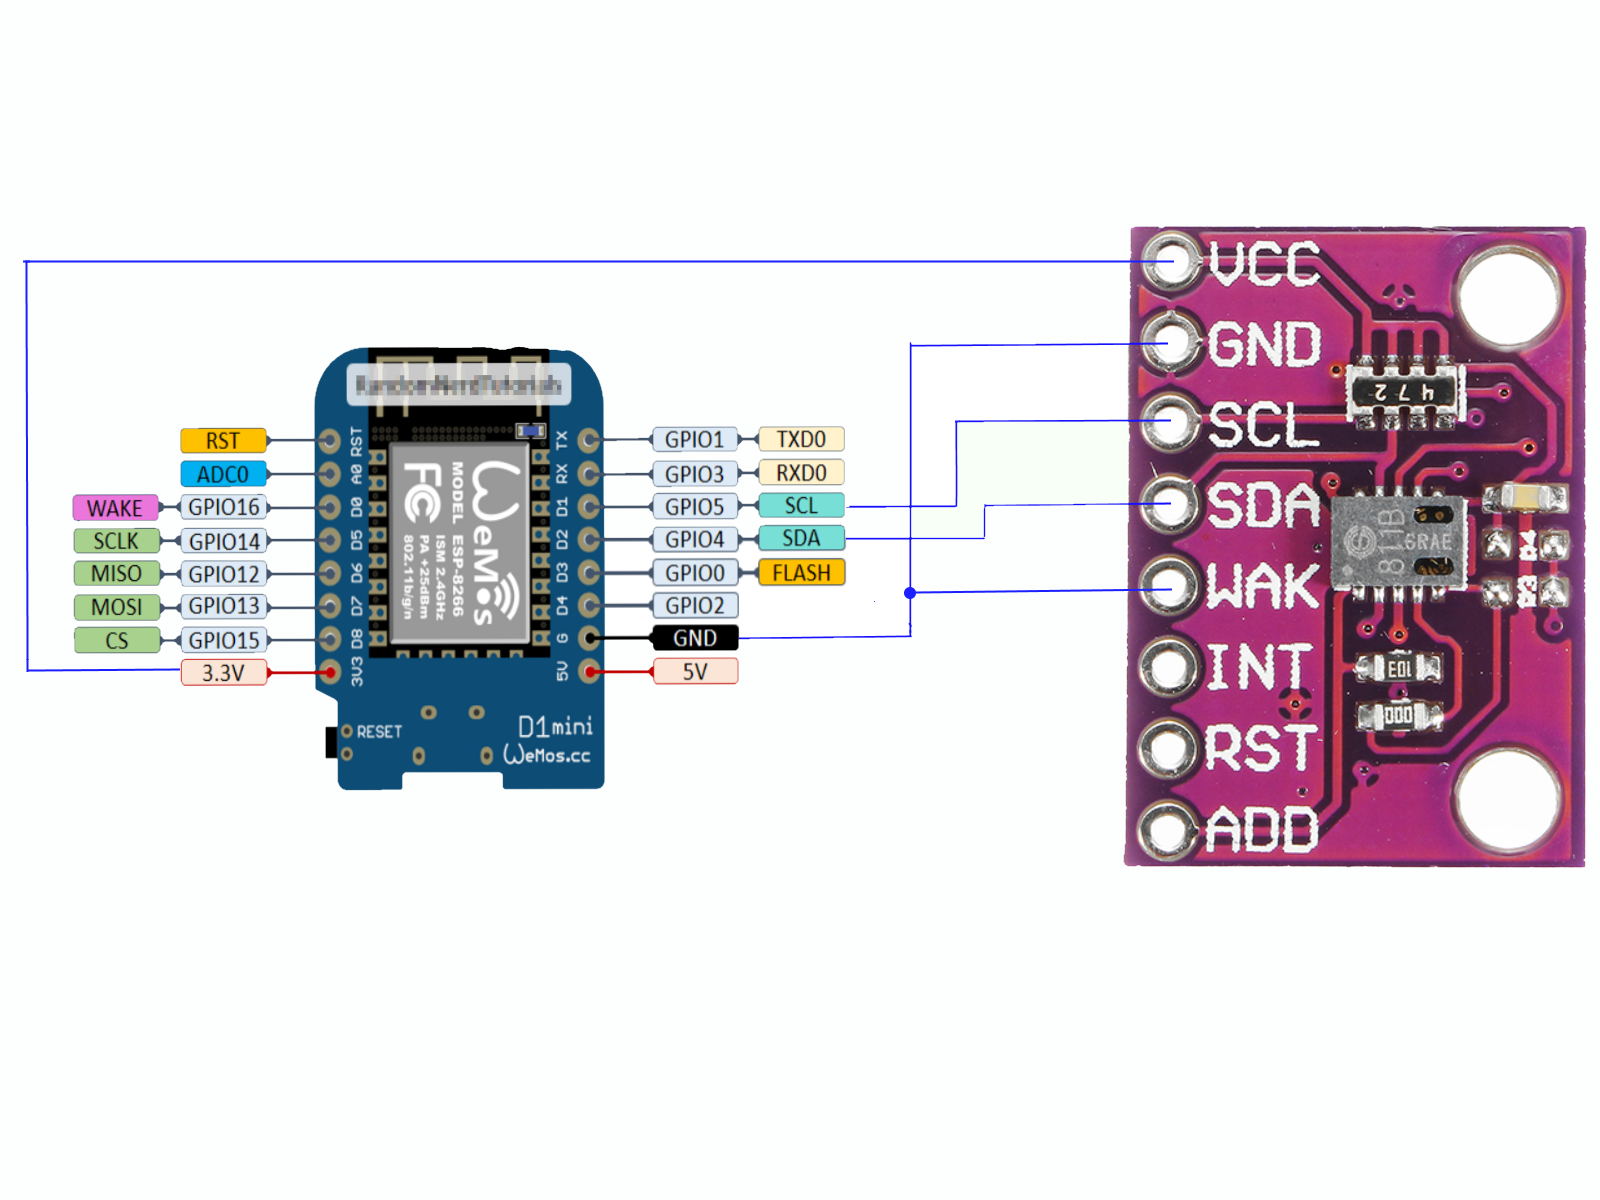 RST
ADC0
WAKE GPIO16
SCLK GPIO14
MISO GPIO12
MOSI GPIO13
CS GPIO15
3.3V
RST
A0
D0
D5
D6
D7
D8
3V3
FC
WeMos
MODEL ESP-8266
ISM 2.4GHz
PA +25dBm
802.11b/g/n
TX
RX
D1
D2
D3
D4
G
5V
RESET
D1mini
WeMos.cc
GPIO1 TXD0
GPIO3 RXD0
GPIO5 SCL
GPIO4 SDA
GPIO0 FLASH
GPIO2
GND
5V
VCC
GND
SCL
SDA
WAK
INT
RST
ADD
472
811B
GRAE
103
000